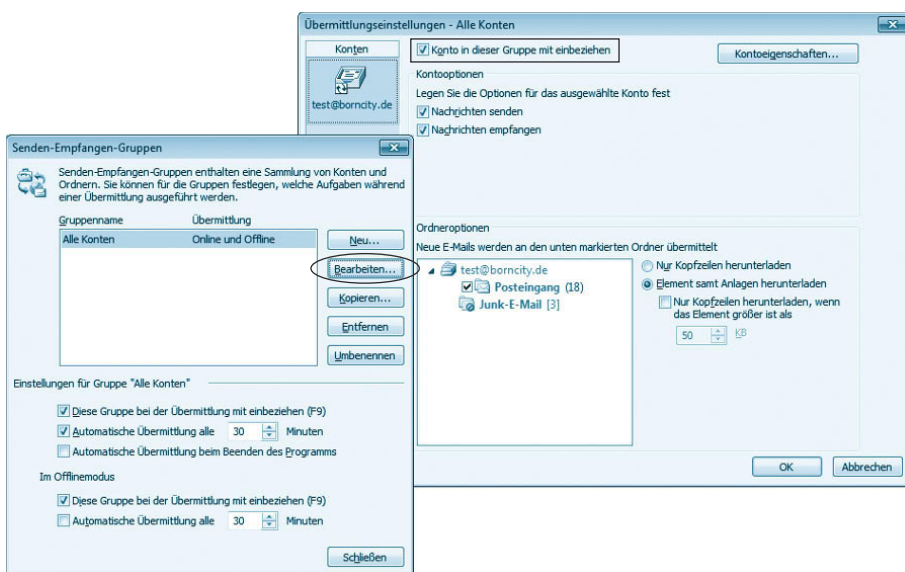 Übermittlungseinstellungen - Alle Konten
Konten
test@borncity.de
Konto in dieser Gruppe mit einbeziehen
Kontoeigenschaften...
Kontooptionen
Legen Sie die Optionen für das ausgewählte Konto fest
Nachrichten senden
Nachrichten empfangen
Ordneroptionen
Neue E-Mails werden an den unten markierten Ordner übermittelt
test@borncity.de
Posteingang (18)
Junk-E-Mail [3]
Nur Kopfzeilen herunterladen
Element samt Anlagen herunterladen
Nur Kopfzeilen herunterladen, wenn
das Element größer ist als
50 KB
OK
Abbrechen
Senden-Empfangen-Gruppen
Senden-Empfangen-Gruppen enthalten eine Sammlung von Konten und
Ordnern. Sie können für die Gruppen festlegen, welche Aufgaben während
einer Übermittlung ausgeführt werden.
Gruppenname Übermittlung
Alle Konten Online und Offline
Neu...
Bearbeiten...
Kopieren...
Entfernen
Umbenennen
Einstellungen für Gruppe "Alle Konten"
Diese Gruppe bei der Übermittlung mit einbeziehen (F9)
Automatische Übermittlung alle 30 Minuten
Automatische Übermittlung beim Beenden des Programms
Im Offlinemodus
Diese Gruppe bei der Übermittlung mit einbeziehen (F9)
Automatische Übermittlung alle 30 Minuten
Schließen